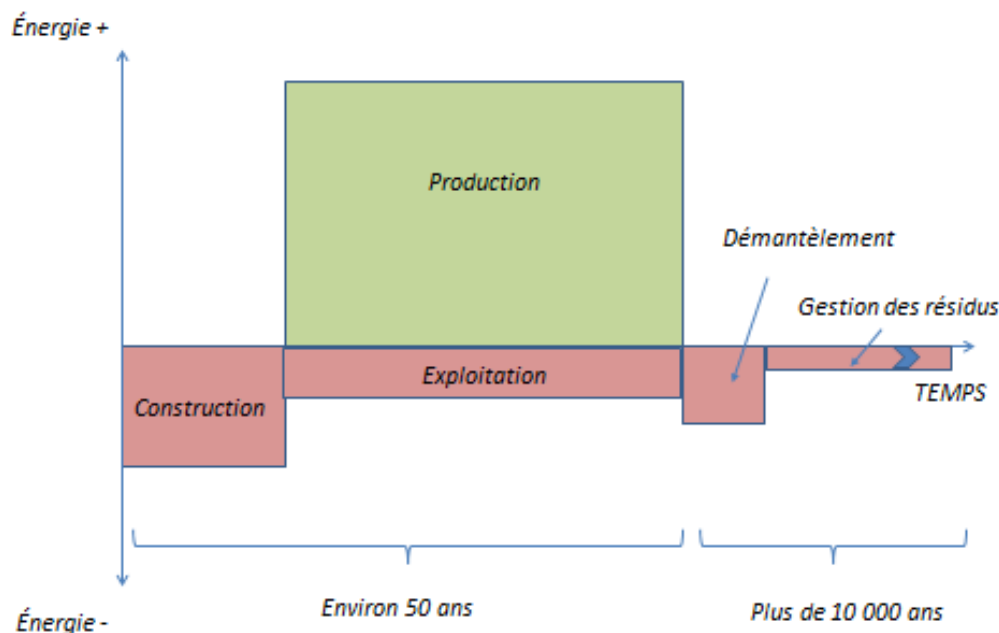 Énergie +
Production
Démantèlement
Gestion des résidus
Exploitation
Construction
TEMPS
Environ 50 ans
Plus de 10 000 ans
Énergie -